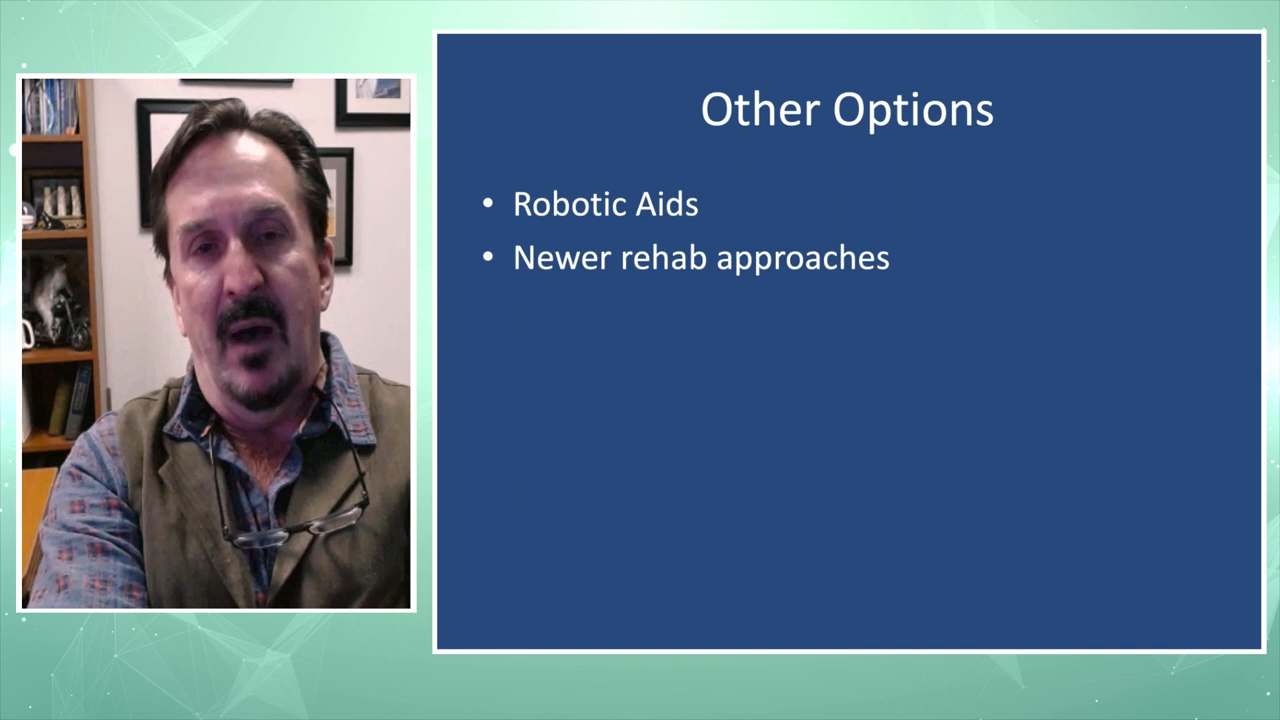 Other Options
• Robotic Aids
• Newer rehab approaches